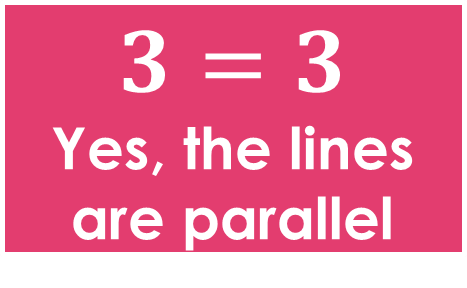 3 = 3
Yes, the lines
are parallel